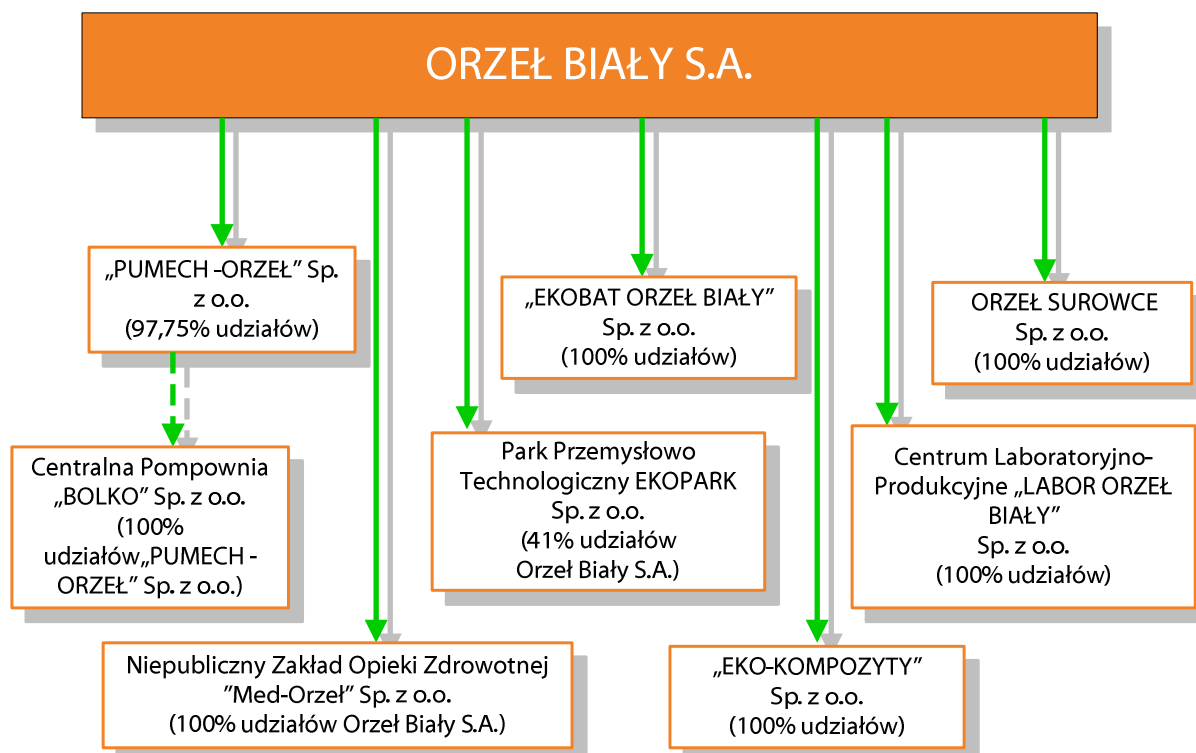 ORZEŁ BIAŁY S.A.
„PUMECH -ORZEŁ” Sp.
z o.o.
(97,75% udziałów)
„EKOBAT ORZEŁ BIAŁY”
Sp. z o.o.
(100% udziałów)
ORZEŁ SUROWCE
Sp. z o.o.
(100% udziałów)
Centralna Pompownia
„BOLKO” Sp. z o.o.
(100%
udziałów„PUMECH -
ORZEŁ” Sp. z o.o.)
Park Przemysłowo
Technologiczny EKOPARK
Sp. z o.o.
(41% udziałów
Orzeł Biały S.A.)
Centrum Laboratoryjno-
Produkcyjne „LABOR ORZEŁ
BIAŁY”
Sp. z o.o.
(100% udziałów)
Niepubliczny Zakład Opieki Zdrowotnej
”Med-Orzeł” Sp. z o.o.
(100% udziałów Orzeł Biały S.A.)
„EKO-KOMPOZYTY”
Sp. z o.o.
(100% udziałów)